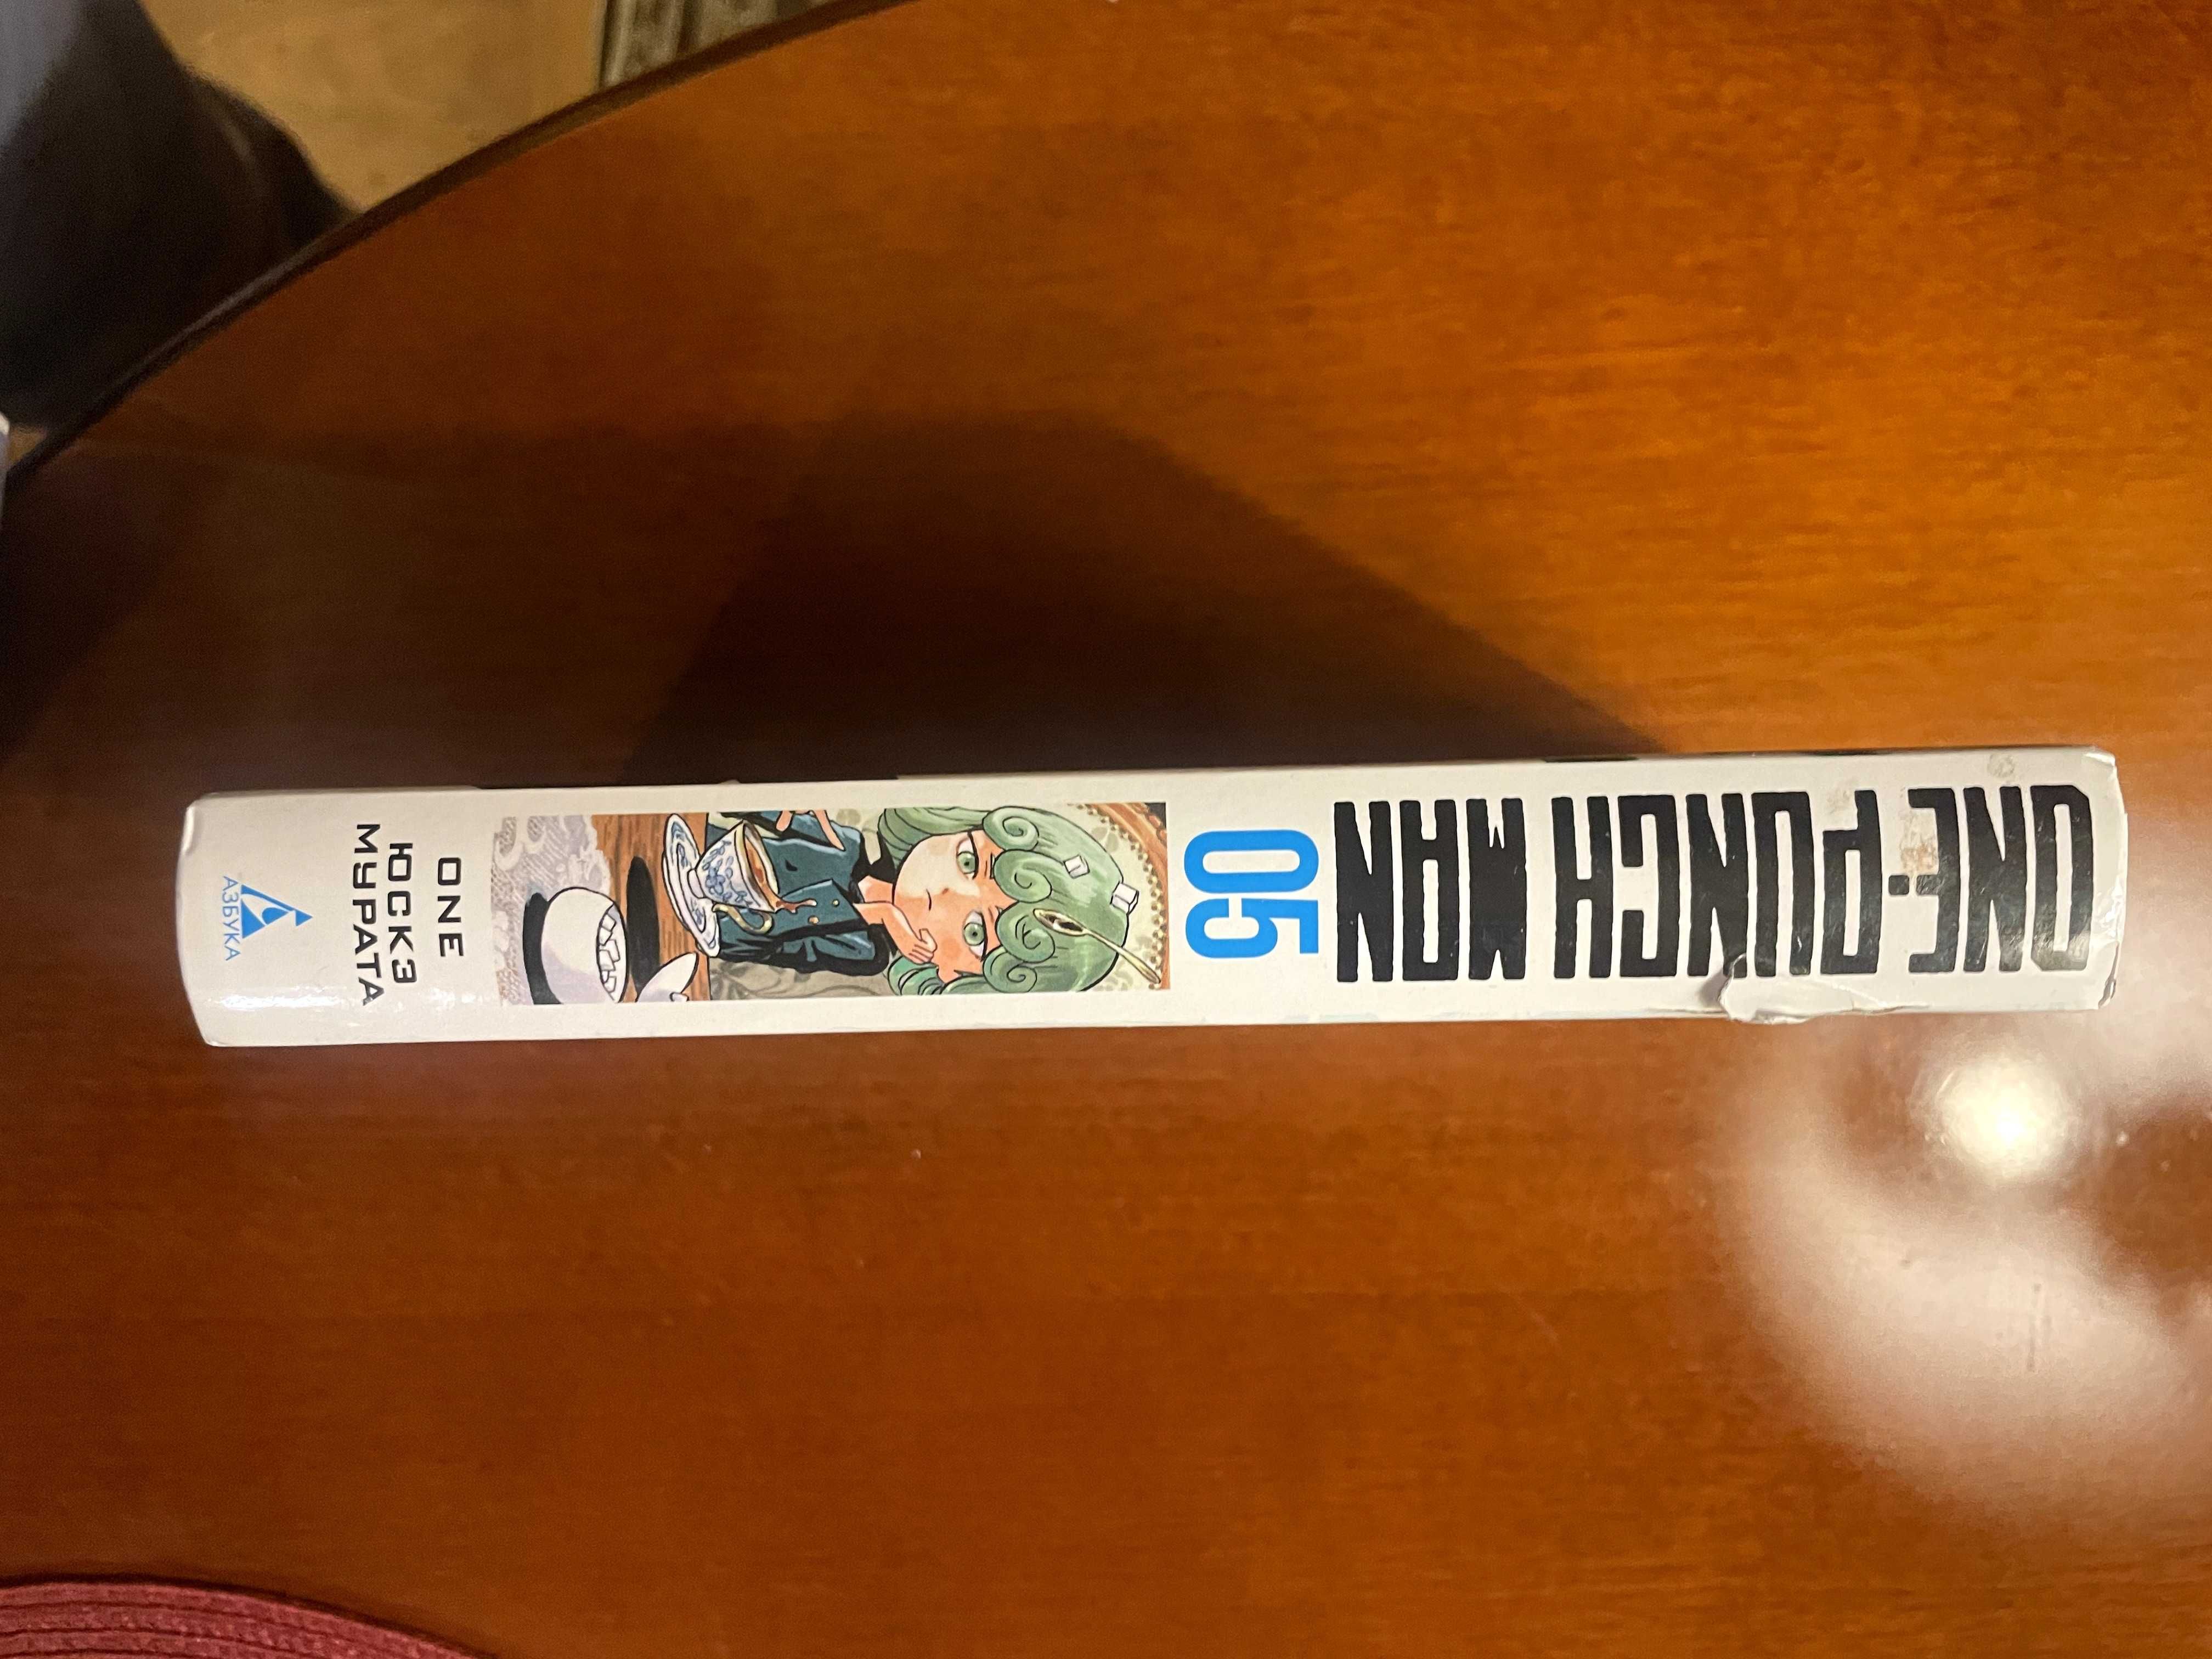 ONE-PUNCH MAN
05
ONE
ЮСКЭ
МУРАТА
АЗБУКА